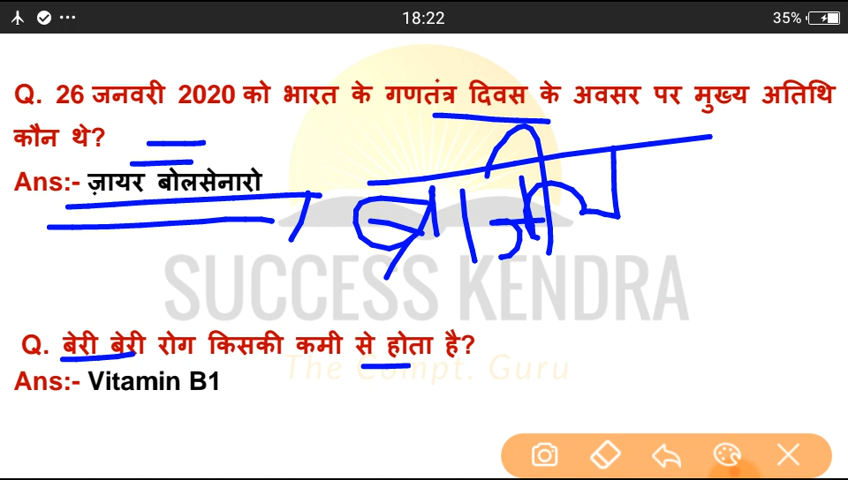 18:22
35%
Q. 26 जनवरी 2020 को भारत के गणतंत्र दिवस के अवसर पर मुख्य अतिथि
कौन थे?
Ans:- ज़ायर बोलसेनारो
ब्राजील
SUCCESS KENDRA
Q. बेरी बेरी रोग किसकी कमी से होता है?
The Compt. Guru
Ans:- Vitamin B1